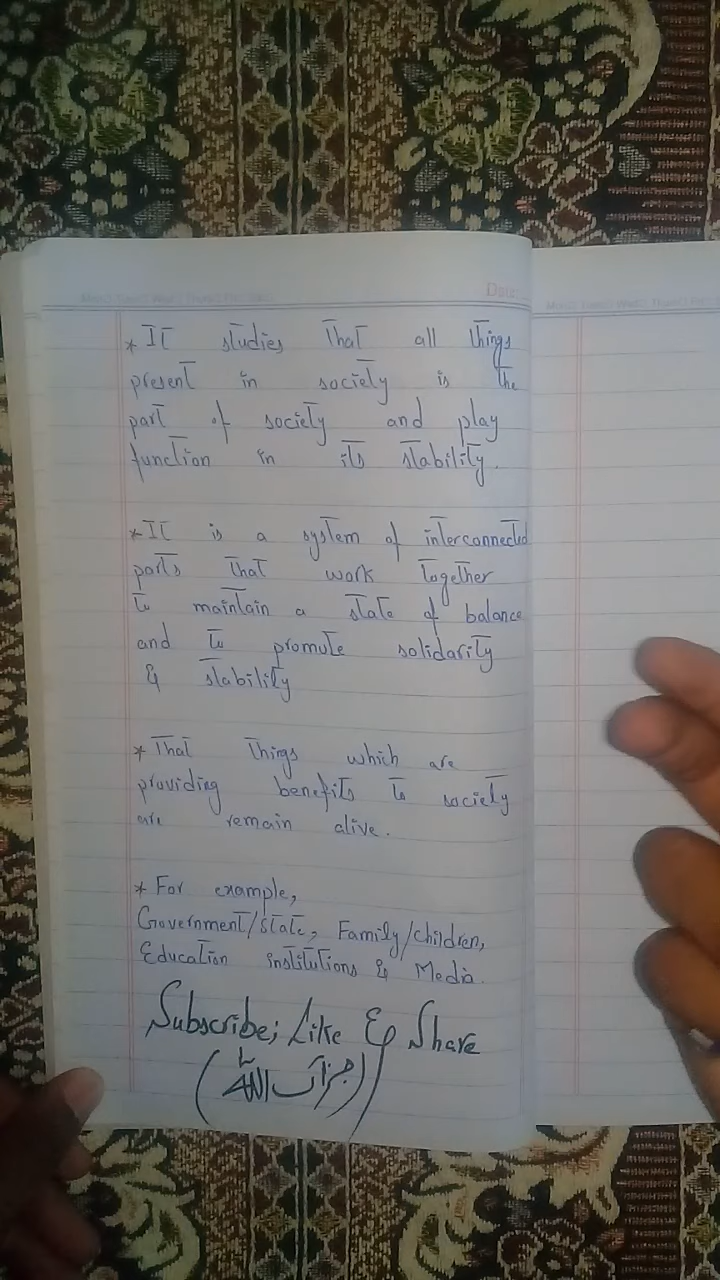 Date:
* It studies that all things
present in society is the
part of society and play
function in its stability.
* It is a system of interconnected
parts that work together
to maintain a state of balance
and to promote solidarity
& stability
* That things which are
providing benefits to society
are remain alive.
* For example,
Government/State, Family/Children,
Education institutions & Media.
Subscribe; Like & Share
(جزاک اللہ)